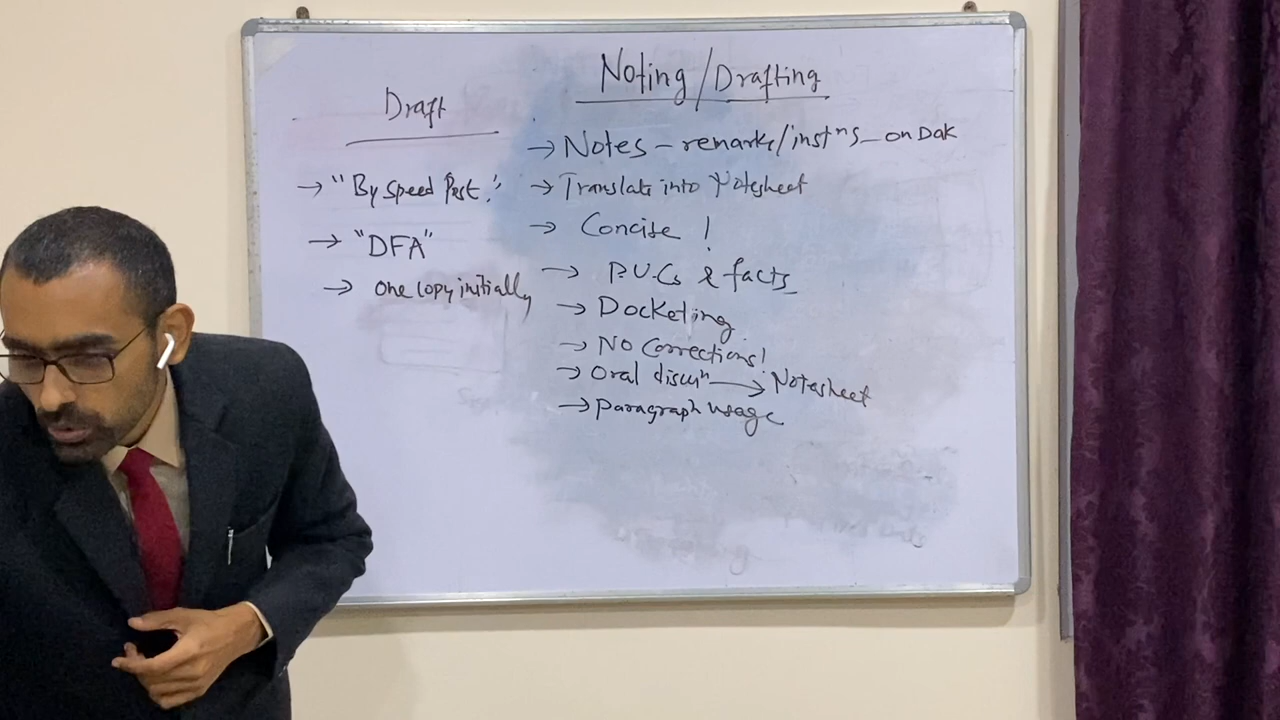 Noting/Drafting
→ Notes – remarks/instⁿs – on Dak
→ Translate into Notesheet
→ Concise !
→ P.U.Cs & facts
→ Docketing
→ NO Corrections!
→ Oral discuⁿ → Notesheet
→ Paragraph usage
Draft
→ "By Speed Post."
→ "DFA"
→ One copy initially